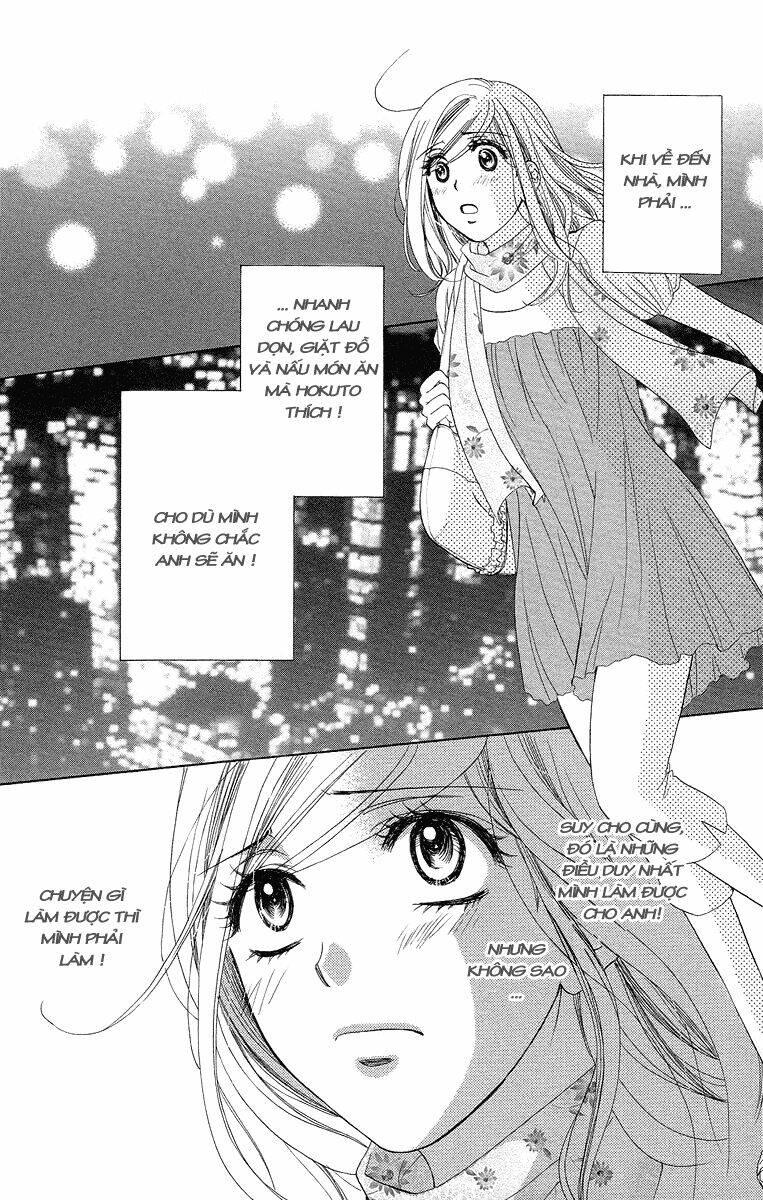 KHI VỀ ĐẾN
NHÀ, MÌNH
PHẢI ...
... NHANH
CHÓNG LAU
DỌN, GIẶT ĐỒ
VÀ NẤU MÓN ĂN
MÀ HOKUTO
THÍCH !
CHO DÙ MÌNH
KHÔNG CHẮC
ANH SẼ ĂN !
SUY CHO CÙNG,
ĐÓ LÀ NHỮNG
ĐIỀU DUY NHẤT
MÌNH LÀM ĐƯỢC
CHO ANH!
NHƯNG
KHÔNG SAO
...
CHUYỆN GÌ
LÀM ĐƯỢC THÌ
MÌNH PHẢI
LÀM !